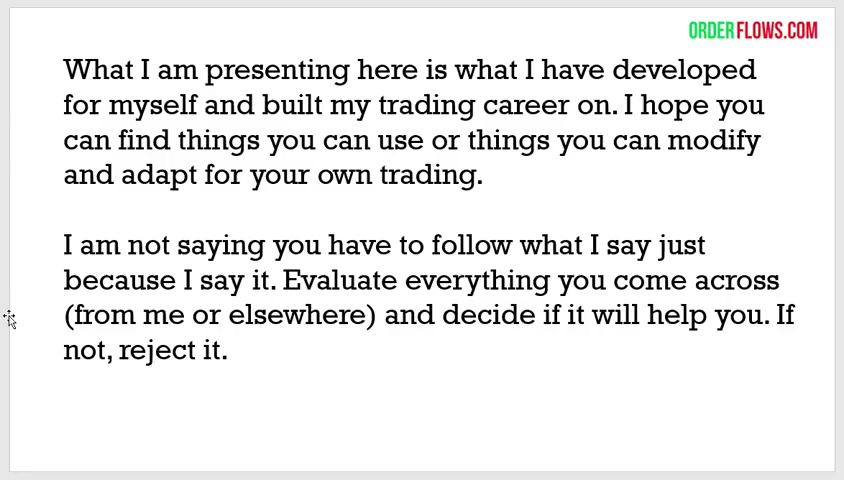 ORDERFLOWS.COM
What I am presenting here is what I have developed
for myself and built my trading career on. I hope you
can find things you can use or things you can modify
and adapt for your own trading.
I am not saying you have to follow what I say just
because I say it. Evaluate everything you come across
(from me or elsewhere) and decide if it will help you. If
not, reject it.